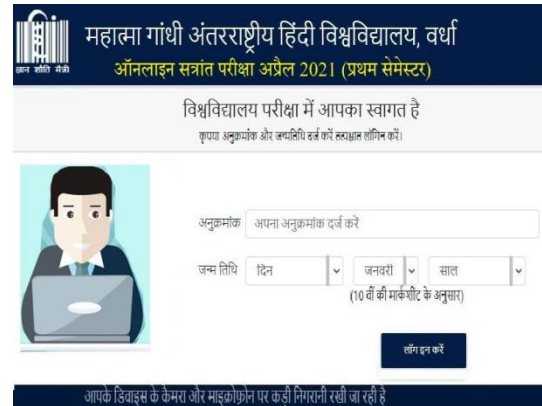 महात्मा गांधी अंतरराष्ट्रीय हिंदी विश्वविद्यालय, वर्धा
ज्ञान शांति मैत्री
ऑनलाइन सत्रांत परीक्षा अप्रैल 2021 (प्रथम सेमेस्टर)
विश्वविद्यालय परीक्षा में आपका स्वागत है
कृपया अनुक्रमांक और जन्मतिथि दर्ज करें तत्पश्चात लॉगिन करें।
अनुक्रमांक अपना अनुक्रमांक दर्ज करें
जन्म तिथि दिन जनवरी साल
(10 वीं की मार्कशीट के अनुसार)
लॉग इन करें
आपके डिवाइस के कैमरा और माइक्रोफ़ोन पर कड़ी निगरानी रखी जा रही है